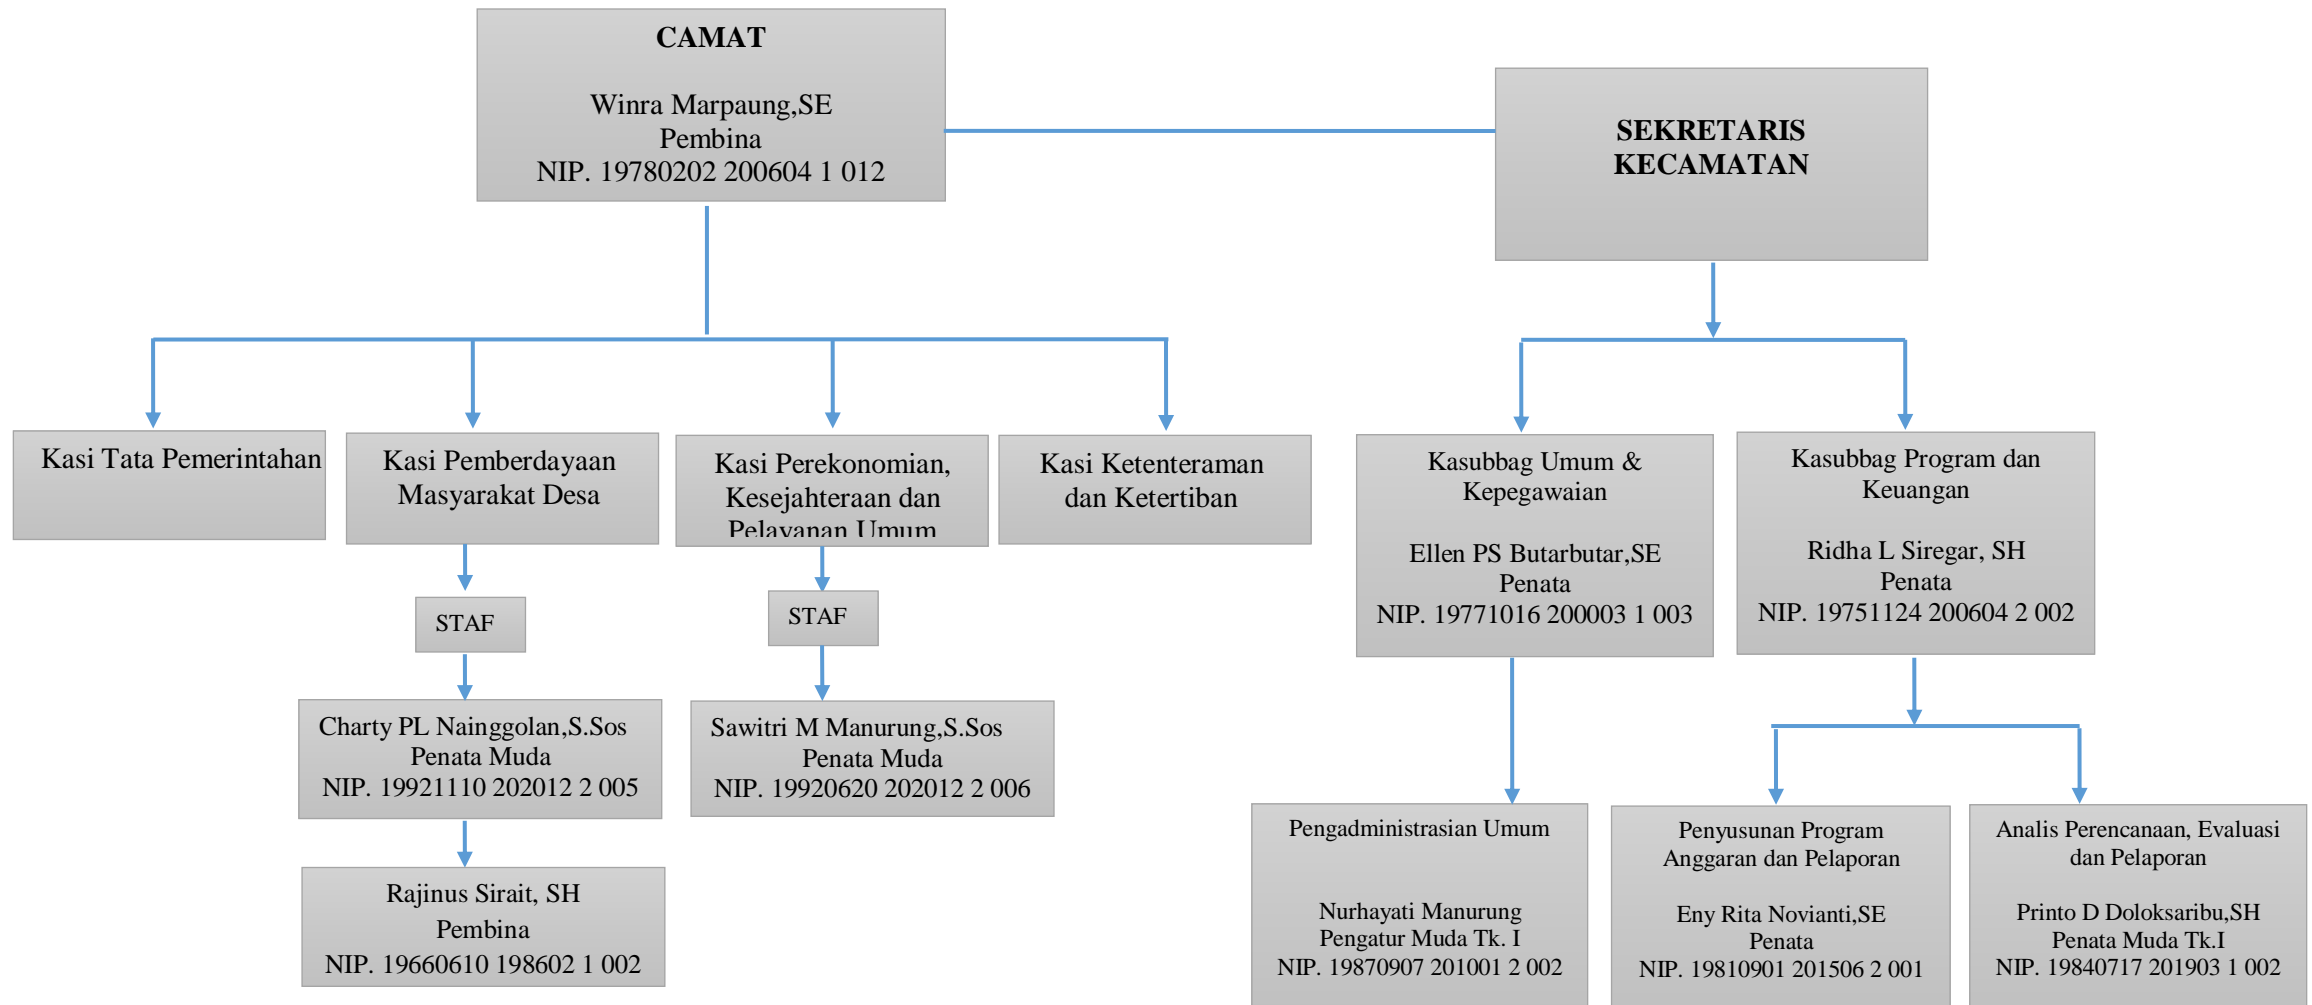 CAMAT
Winra Marpaung,SE
Pembina
NIP. 19780202 200604 1 012
SEKRETARIS
KECAMATAN
Kasi Tata Pemerintahan
Kasi Pemberdayaan
Masyarakat Desa
Kasi Perekonomian,
Kesejahteraan dan
Pelayanan Umum
Kasi Ketenteraman
dan Ketertiban
Kasubbag Umum &
Kepegawaian
Ellen PS Butarbutar,SE
Penata
NIP. 19771016 200003 1 003
Kasubbag Program dan
Keuangan
Ridha L Siregar, SH
Penata
NIP. 19751124 200604 2 002
STAF
STAF
Charty PL Nainggolan,S.Sos
Penata Muda
NIP. 19921110 202012 2 005
Sawitri M Manurung,S.Sos
Penata Muda
NIP. 19920620 202012 2 006
Rajinus Sirait, SH
Pembina
NIP. 19660610 198602 1 002
Pengadministrasian Umum
Nurhayati Manurung
Pengatur Muda Tk. I
NIP. 19870907 201001 2 002
Penyusunan Program
Anggaran dan Pelaporan
Eny Rita Novianti,SE
Penata
NIP. 19810901 201506 2 001
Analis Perencanaan, Evaluasi
dan Pelaporan
Printo D Doloksaribu,SH
Penata Muda Tk.I
NIP. 19840717 201903 1 002